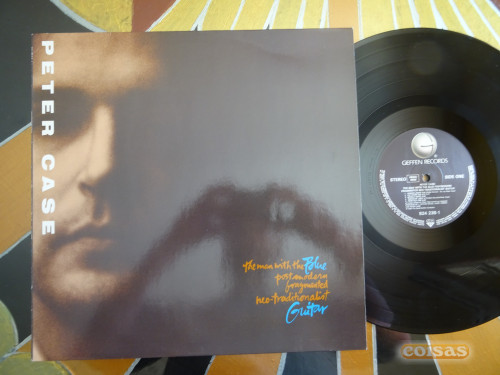 PETER CASE
the man with the Blue
post-modern
fragmented
neo-traditionalist
Guitar
GEFFEN RECORDS
STEREO
SIDE ONE
924 238-1
coisas